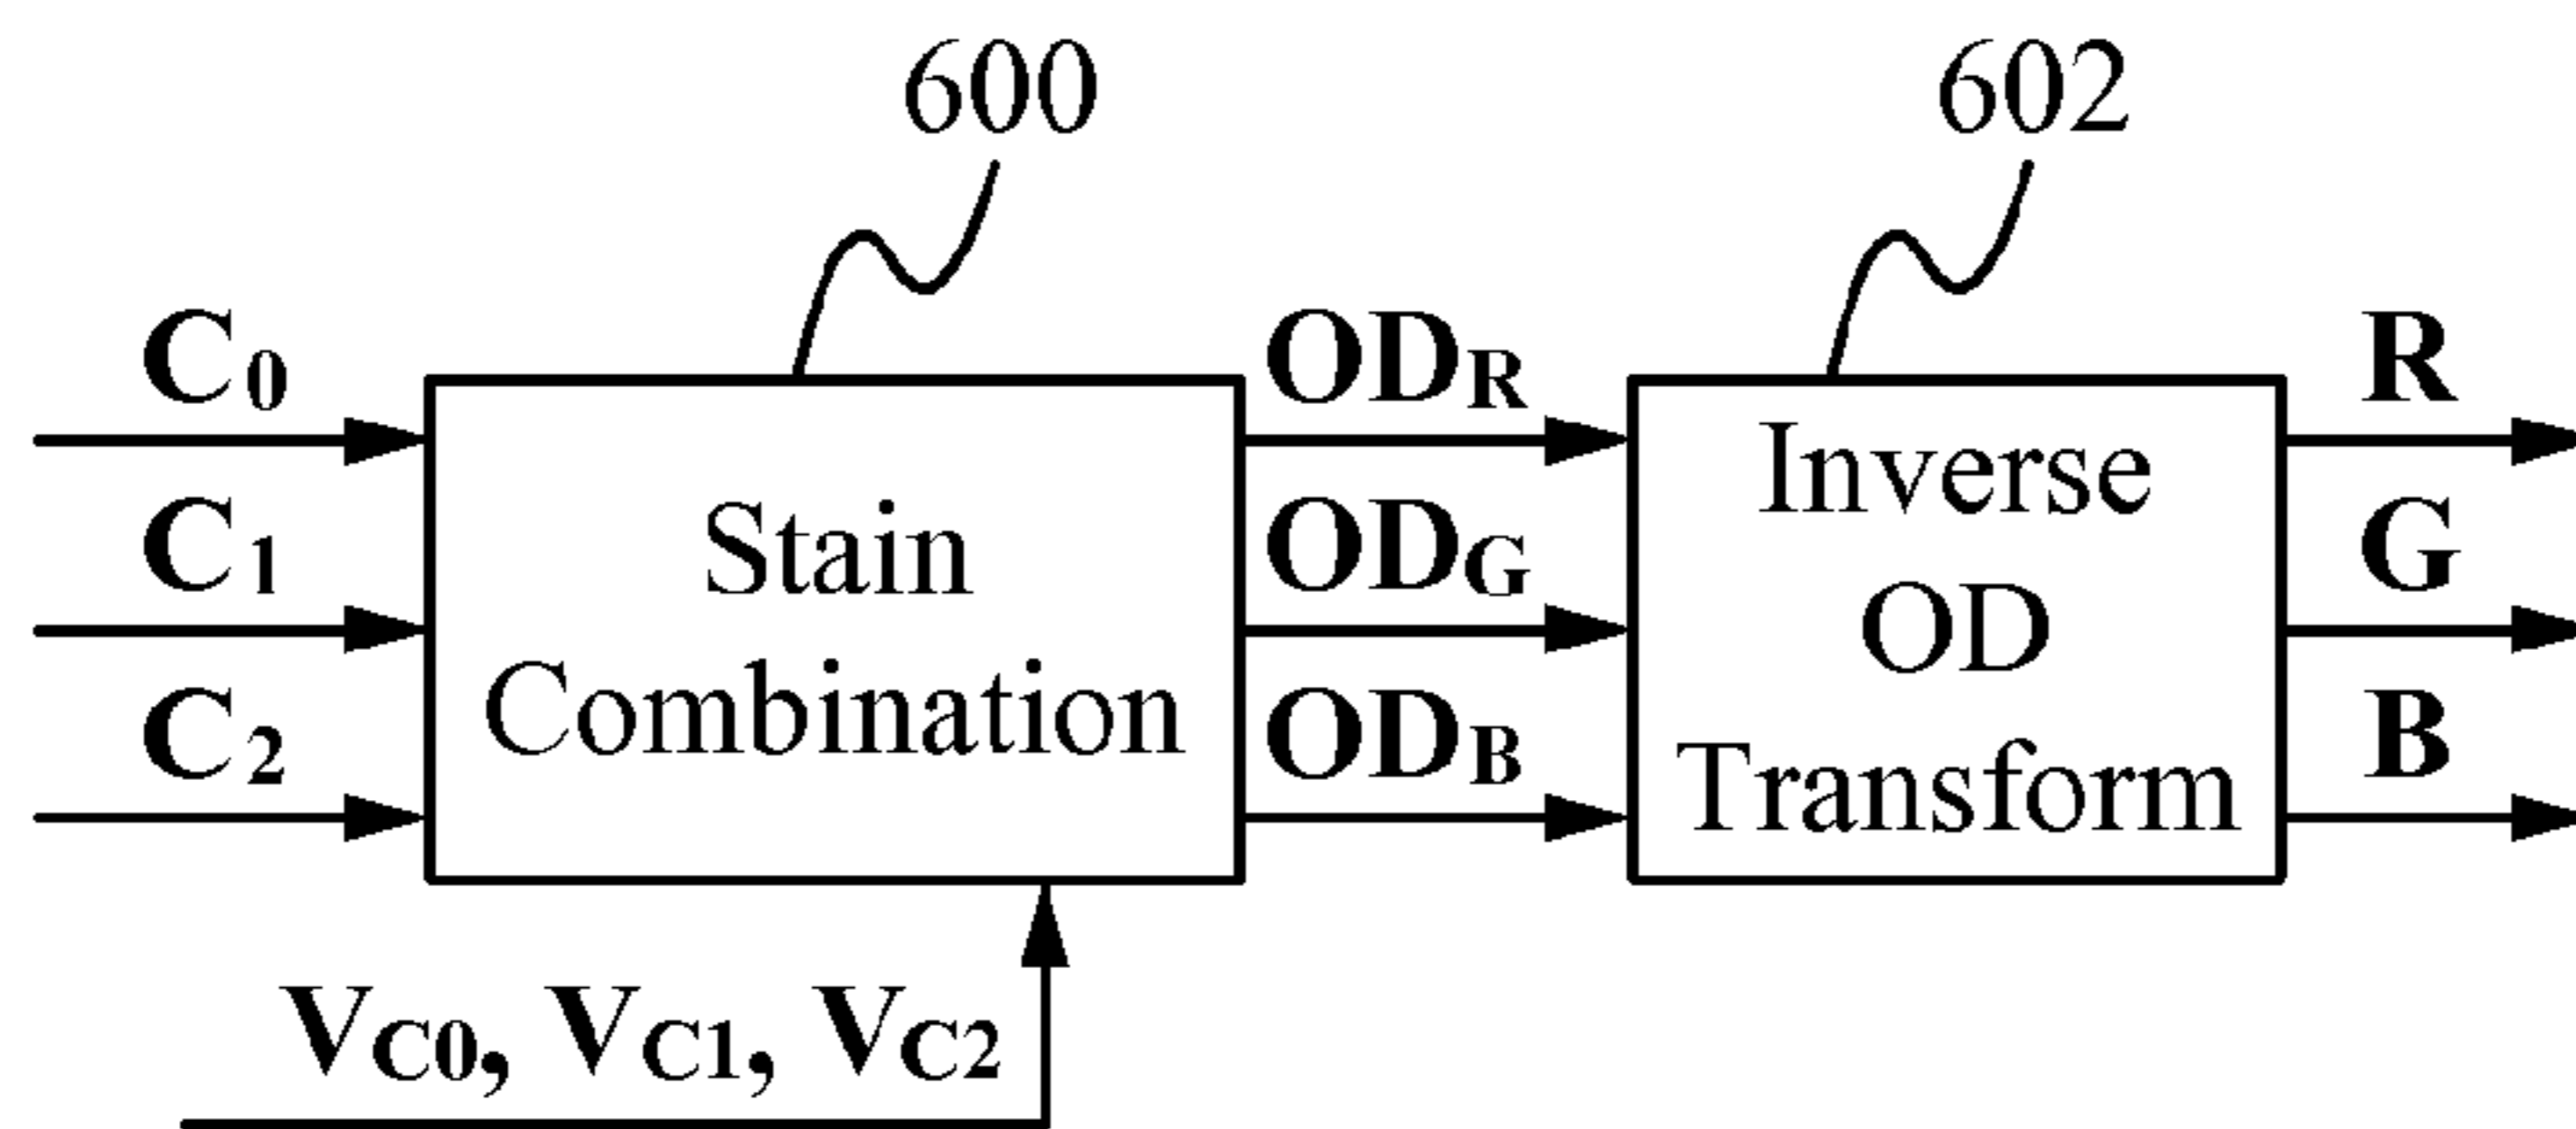 600 602
C0 ODR R
C1 ODG G
C2 ODB B
Stain
Combination
Inverse
OD
Transform
VC0, VC1, VC2